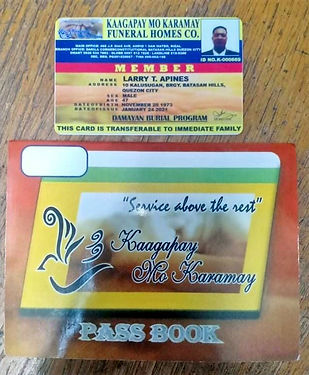 KAAGAPAY MO KARAMAY
FUNERAL HOMES CO.
ID NO.K-000669
MEMBER
NAME LARRY T. APINES
ADDRESS 10 KALUSUGAN, BRGY. BATASAN HILLS,
QUEZON CITY
SEX MALE
AGE 47
DATE OF BIRTH NOVEMBER 28 1973
DATE OF ISSUE JANUARY 24 2021
DAMAYAN BURIAL PROGRAM
THIS CARD IS TRANSFERABLE TO IMMEDIATE FAMILY
"Service above the rest"
Kaagapay
Mo Karamay
PASS BOOK